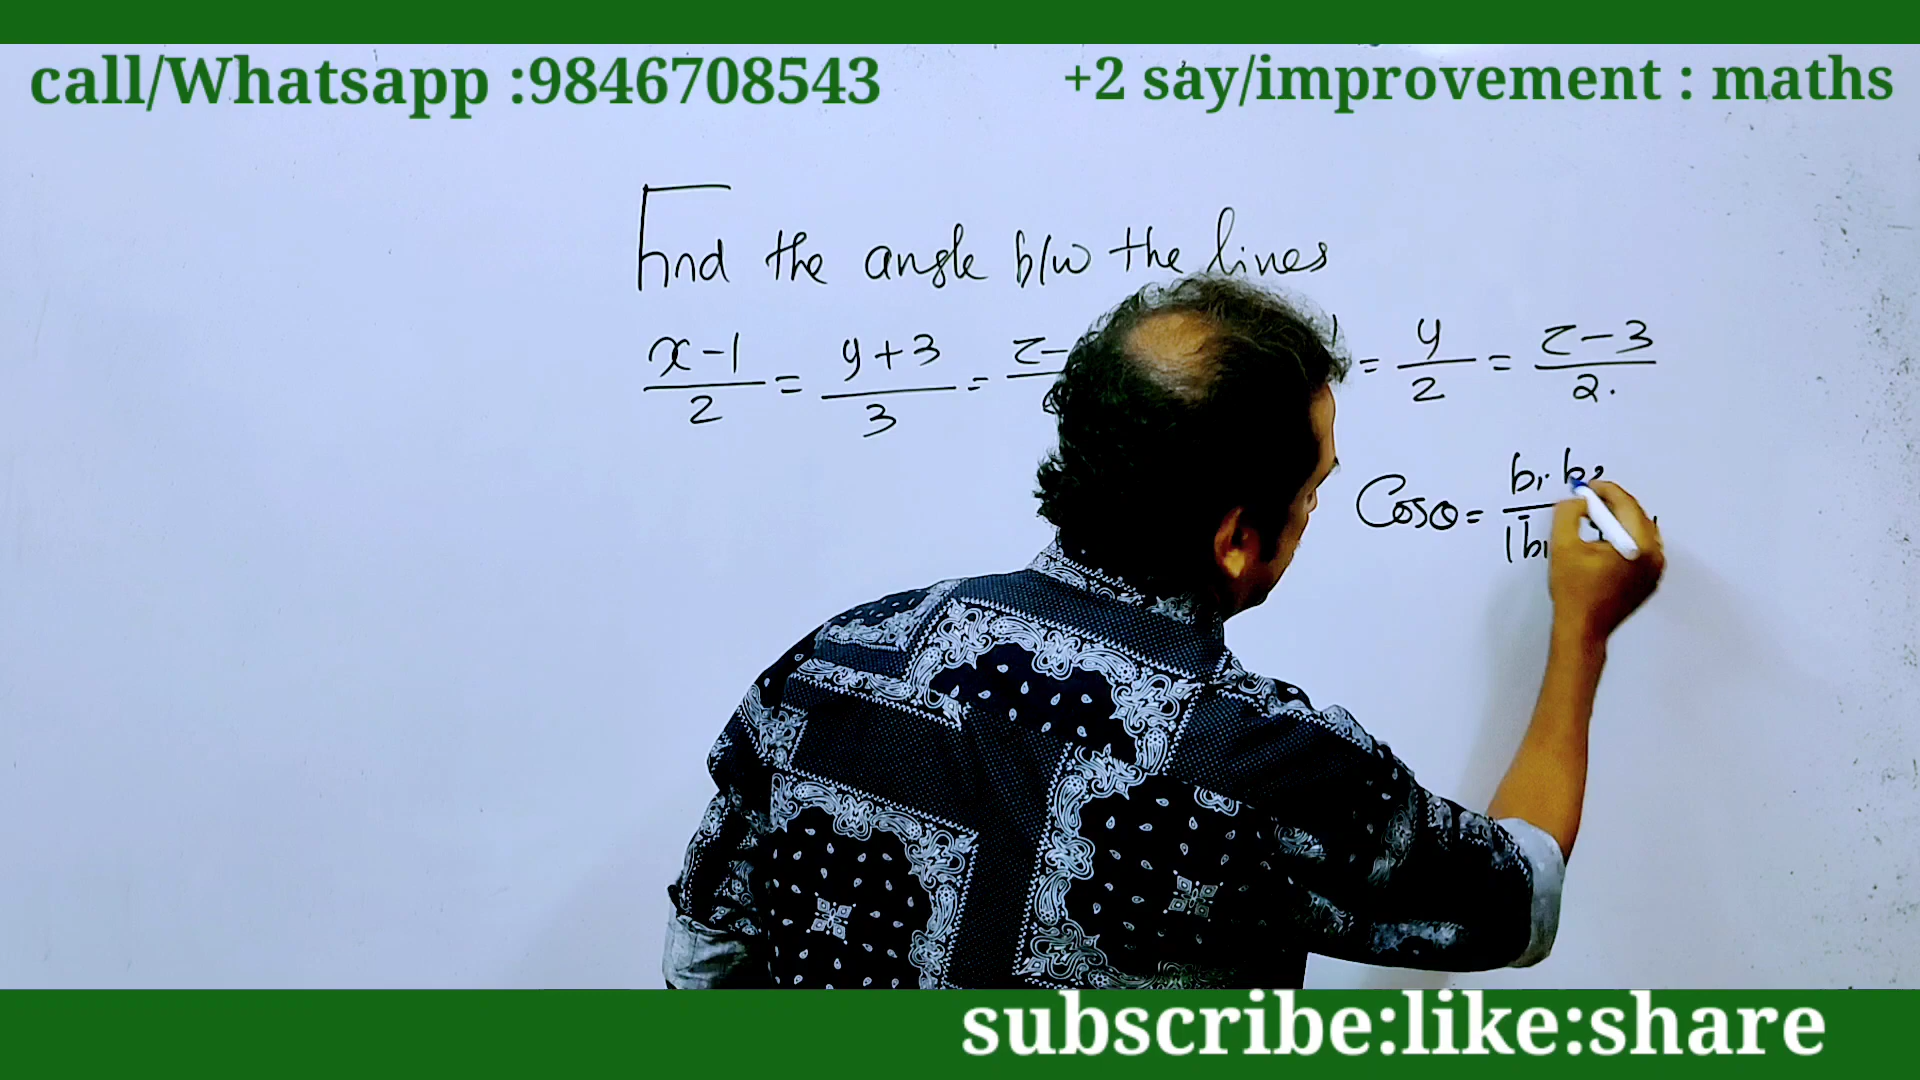 call/Whatsapp :9846708543
+2 say/improvement : maths
Find the angle b/w the lines
x-1/2 = y+3/3 = z- = y/2 = z-3/2.
Cosθ = b₁.b₂/|b₁
subscribe:like:share